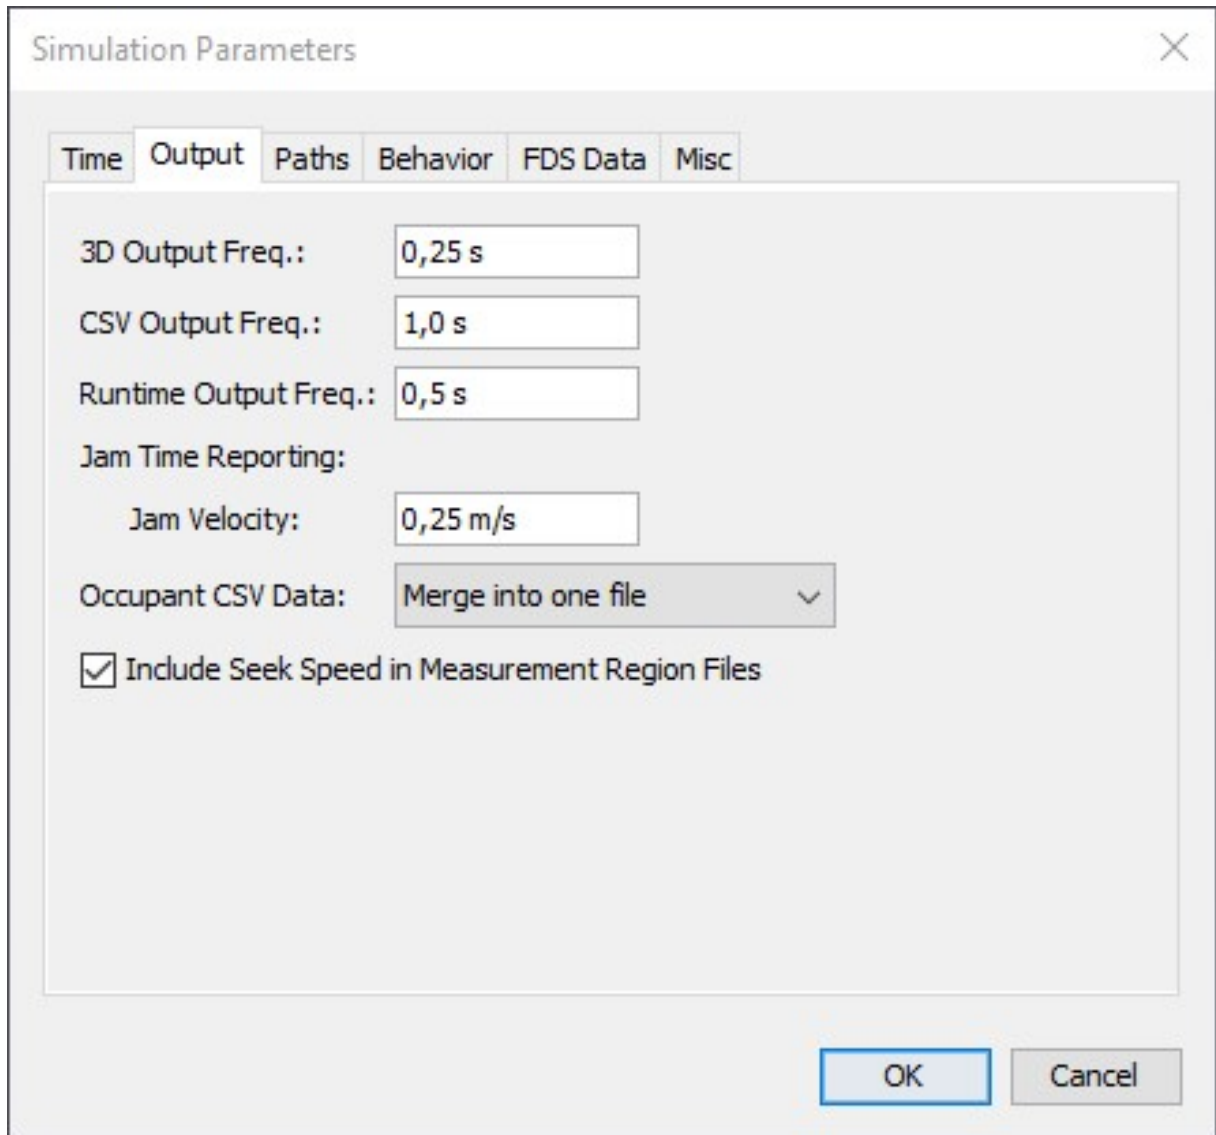 Simulation Parameters
Time Output Paths Behavior FDS Data Misc
3D Output Freq.: 0,25 s
CSV Output Freq.: 1,0 s
Runtime Output Freq.: 0,5 s
Jam Time Reporting:
Jam Velocity: 0,25 m/s
Occupant CSV Data: Merge into one file
Include Seek Speed in Measurement Region Files
OK Cancel